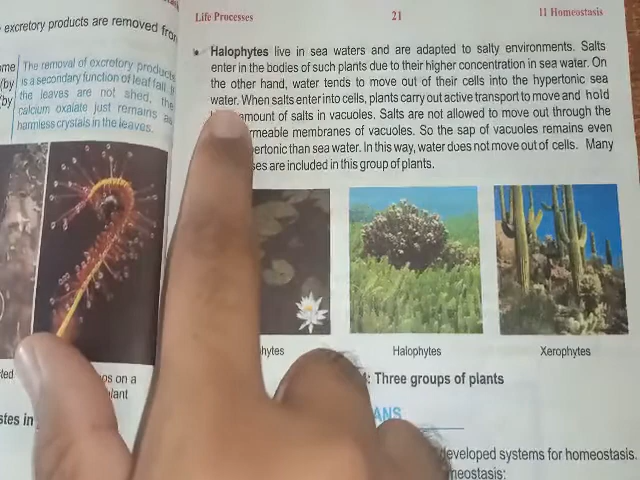 excretory products are removed from
The removal of excretory products
is a secondary function of leaf fall. If
the leaves are not shed, the
calcium oxalate just remains as
harmless crystals in the leaves.
os on a
lant
stes in
Life Processes 21 11 Homeostasis
Halophytes live in sea waters and are adapted to salty environments. Salts
enter in the bodies of such plants due to their higher concentration in sea water. On
the other hand, water tends to move out of their cells into the hypertonic sea
water. When salts enter into cells, plants carry out active transport to move and hold
amount of salts in vacuoles. Salts are not allowed to move out through the
rmeable membranes of vacuoles. So the sap of vacuoles remains even
pertonic than sea water. In this way, water does not move out of cells. Many
ses are included in this group of plants.
hytes Halophytes Xerophytes
: Three groups of plants
ANS
developed systems for homeostasis.
meostasis: